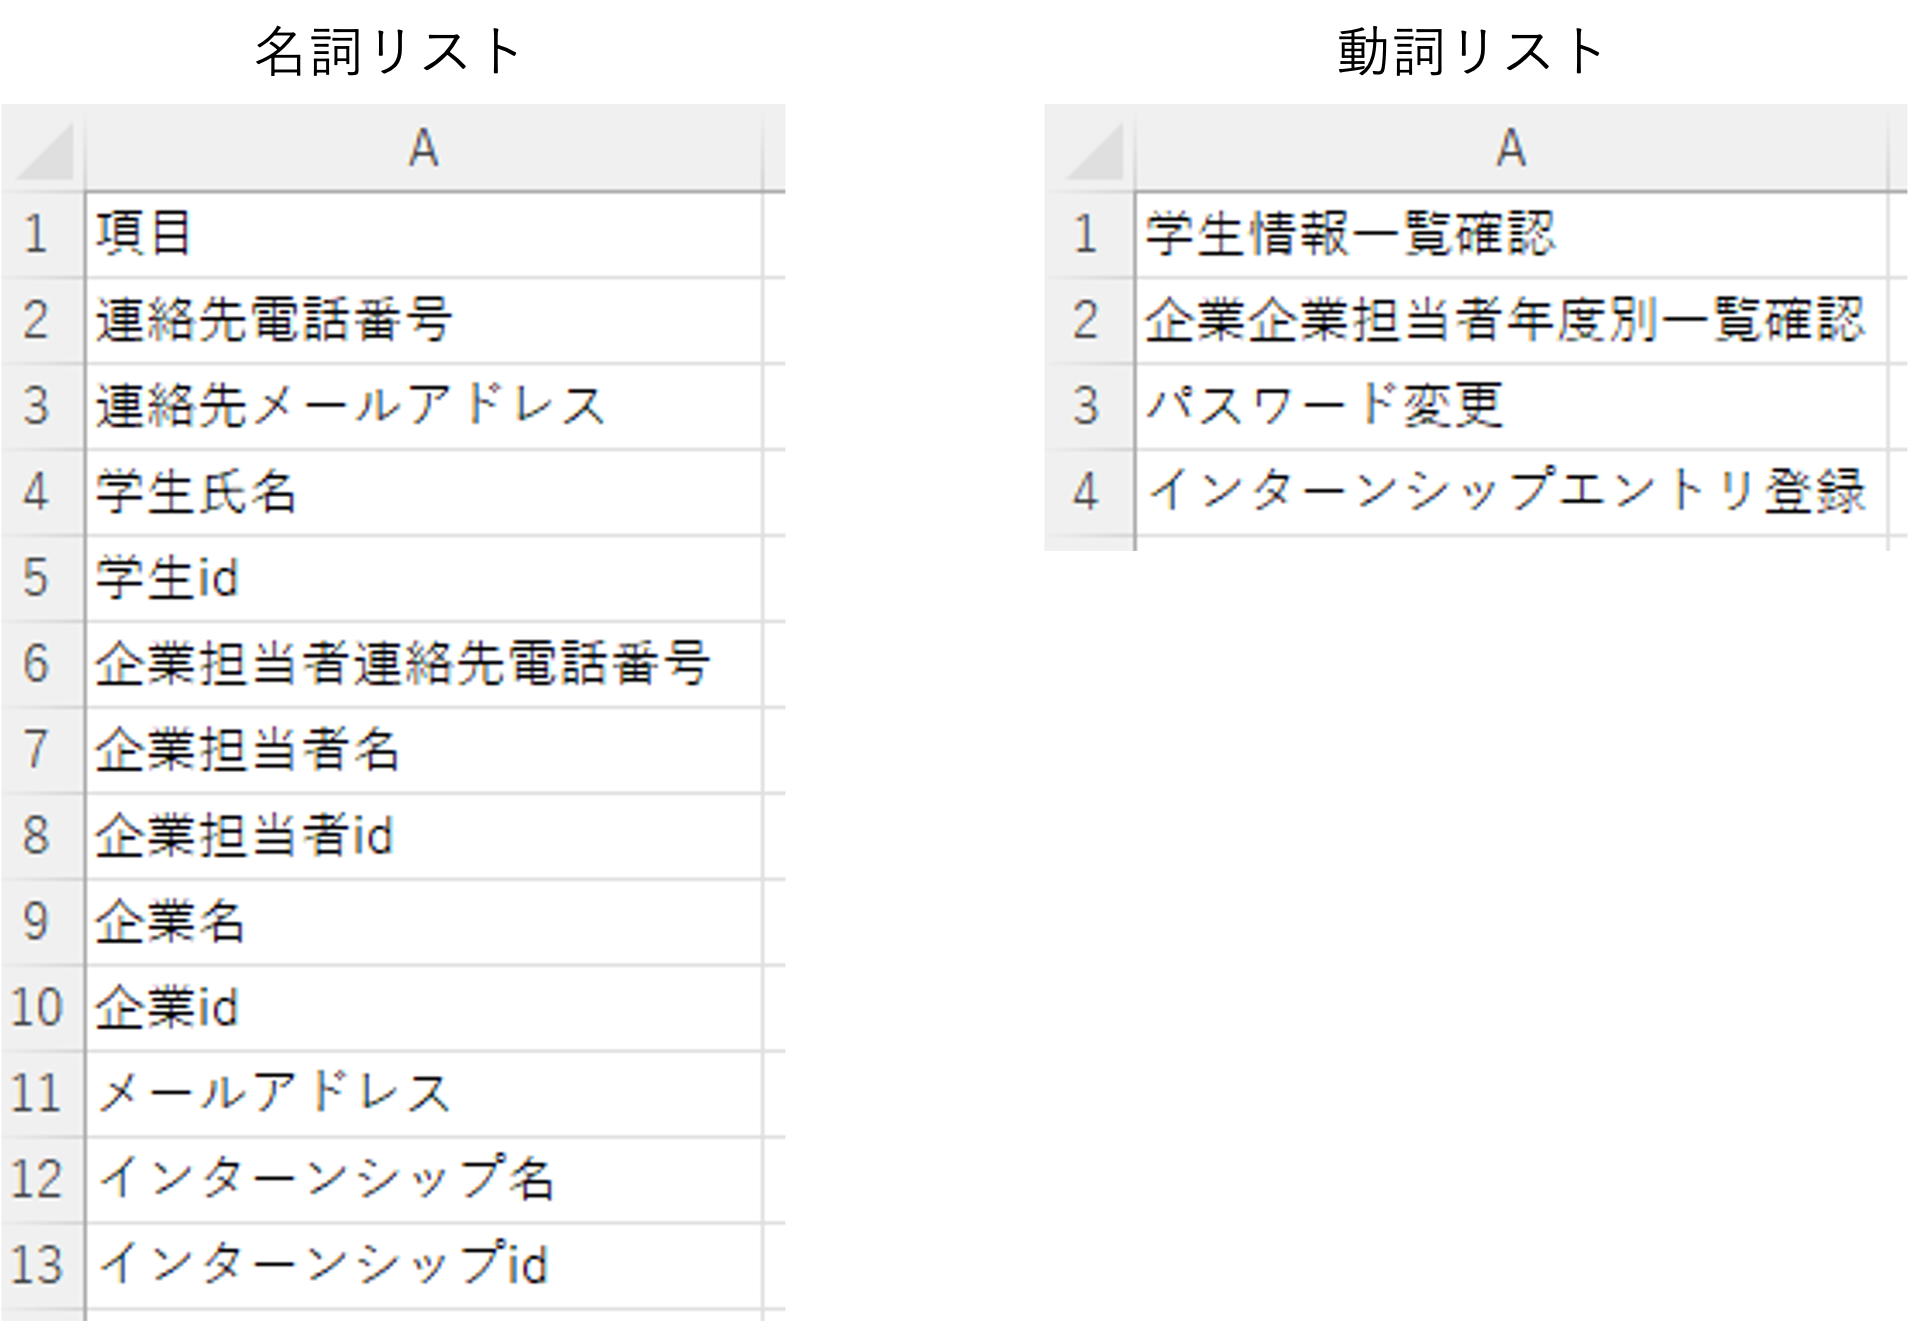 名詞リスト
A
1 項目
2 連絡先電話番号
3 連絡先メールアドレス
4 学生氏名
5 学生id
6 企業担当者連絡先電話番号
7 企業担当者名
8 企業担当者id
9 企業名
10 企業id
11 メールアドレス
12 インターンシップ名
13 インターンシップid
動詞リスト
A
1 学生情報一覧確認
2 企業企業担当者年度別一覧確認
3 パスワード変更
4 インターンシップエントリ登録